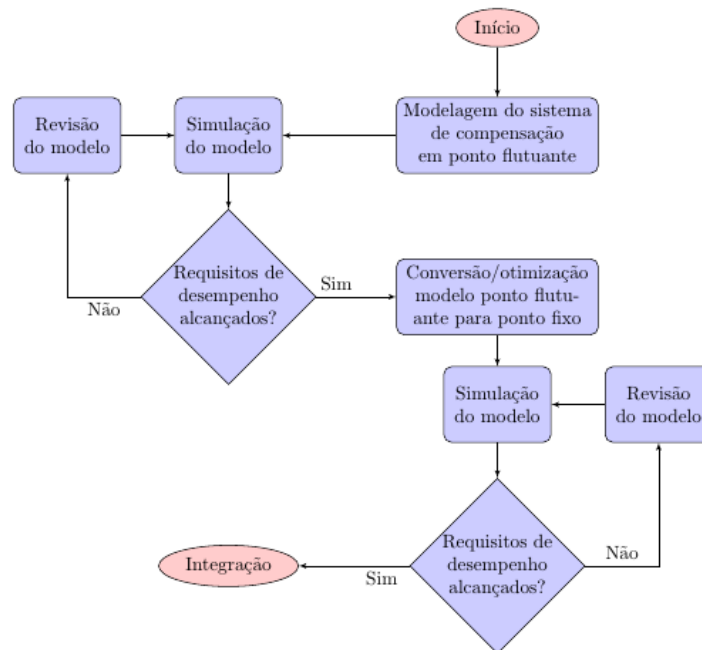 Início
Modelagem do sistema
de compensação
em ponto flutuante
Simulação
do modelo
Revisão
do modelo
Requisitos de
desempenho
alcançados?
Não
Sim
Conversão/otimização
modelo ponto flutu-
ante para ponto fixo
Simulação
do modelo
Revisão
do modelo
Requisitos de
desempenho
alcançados?
Não
Sim
Integração